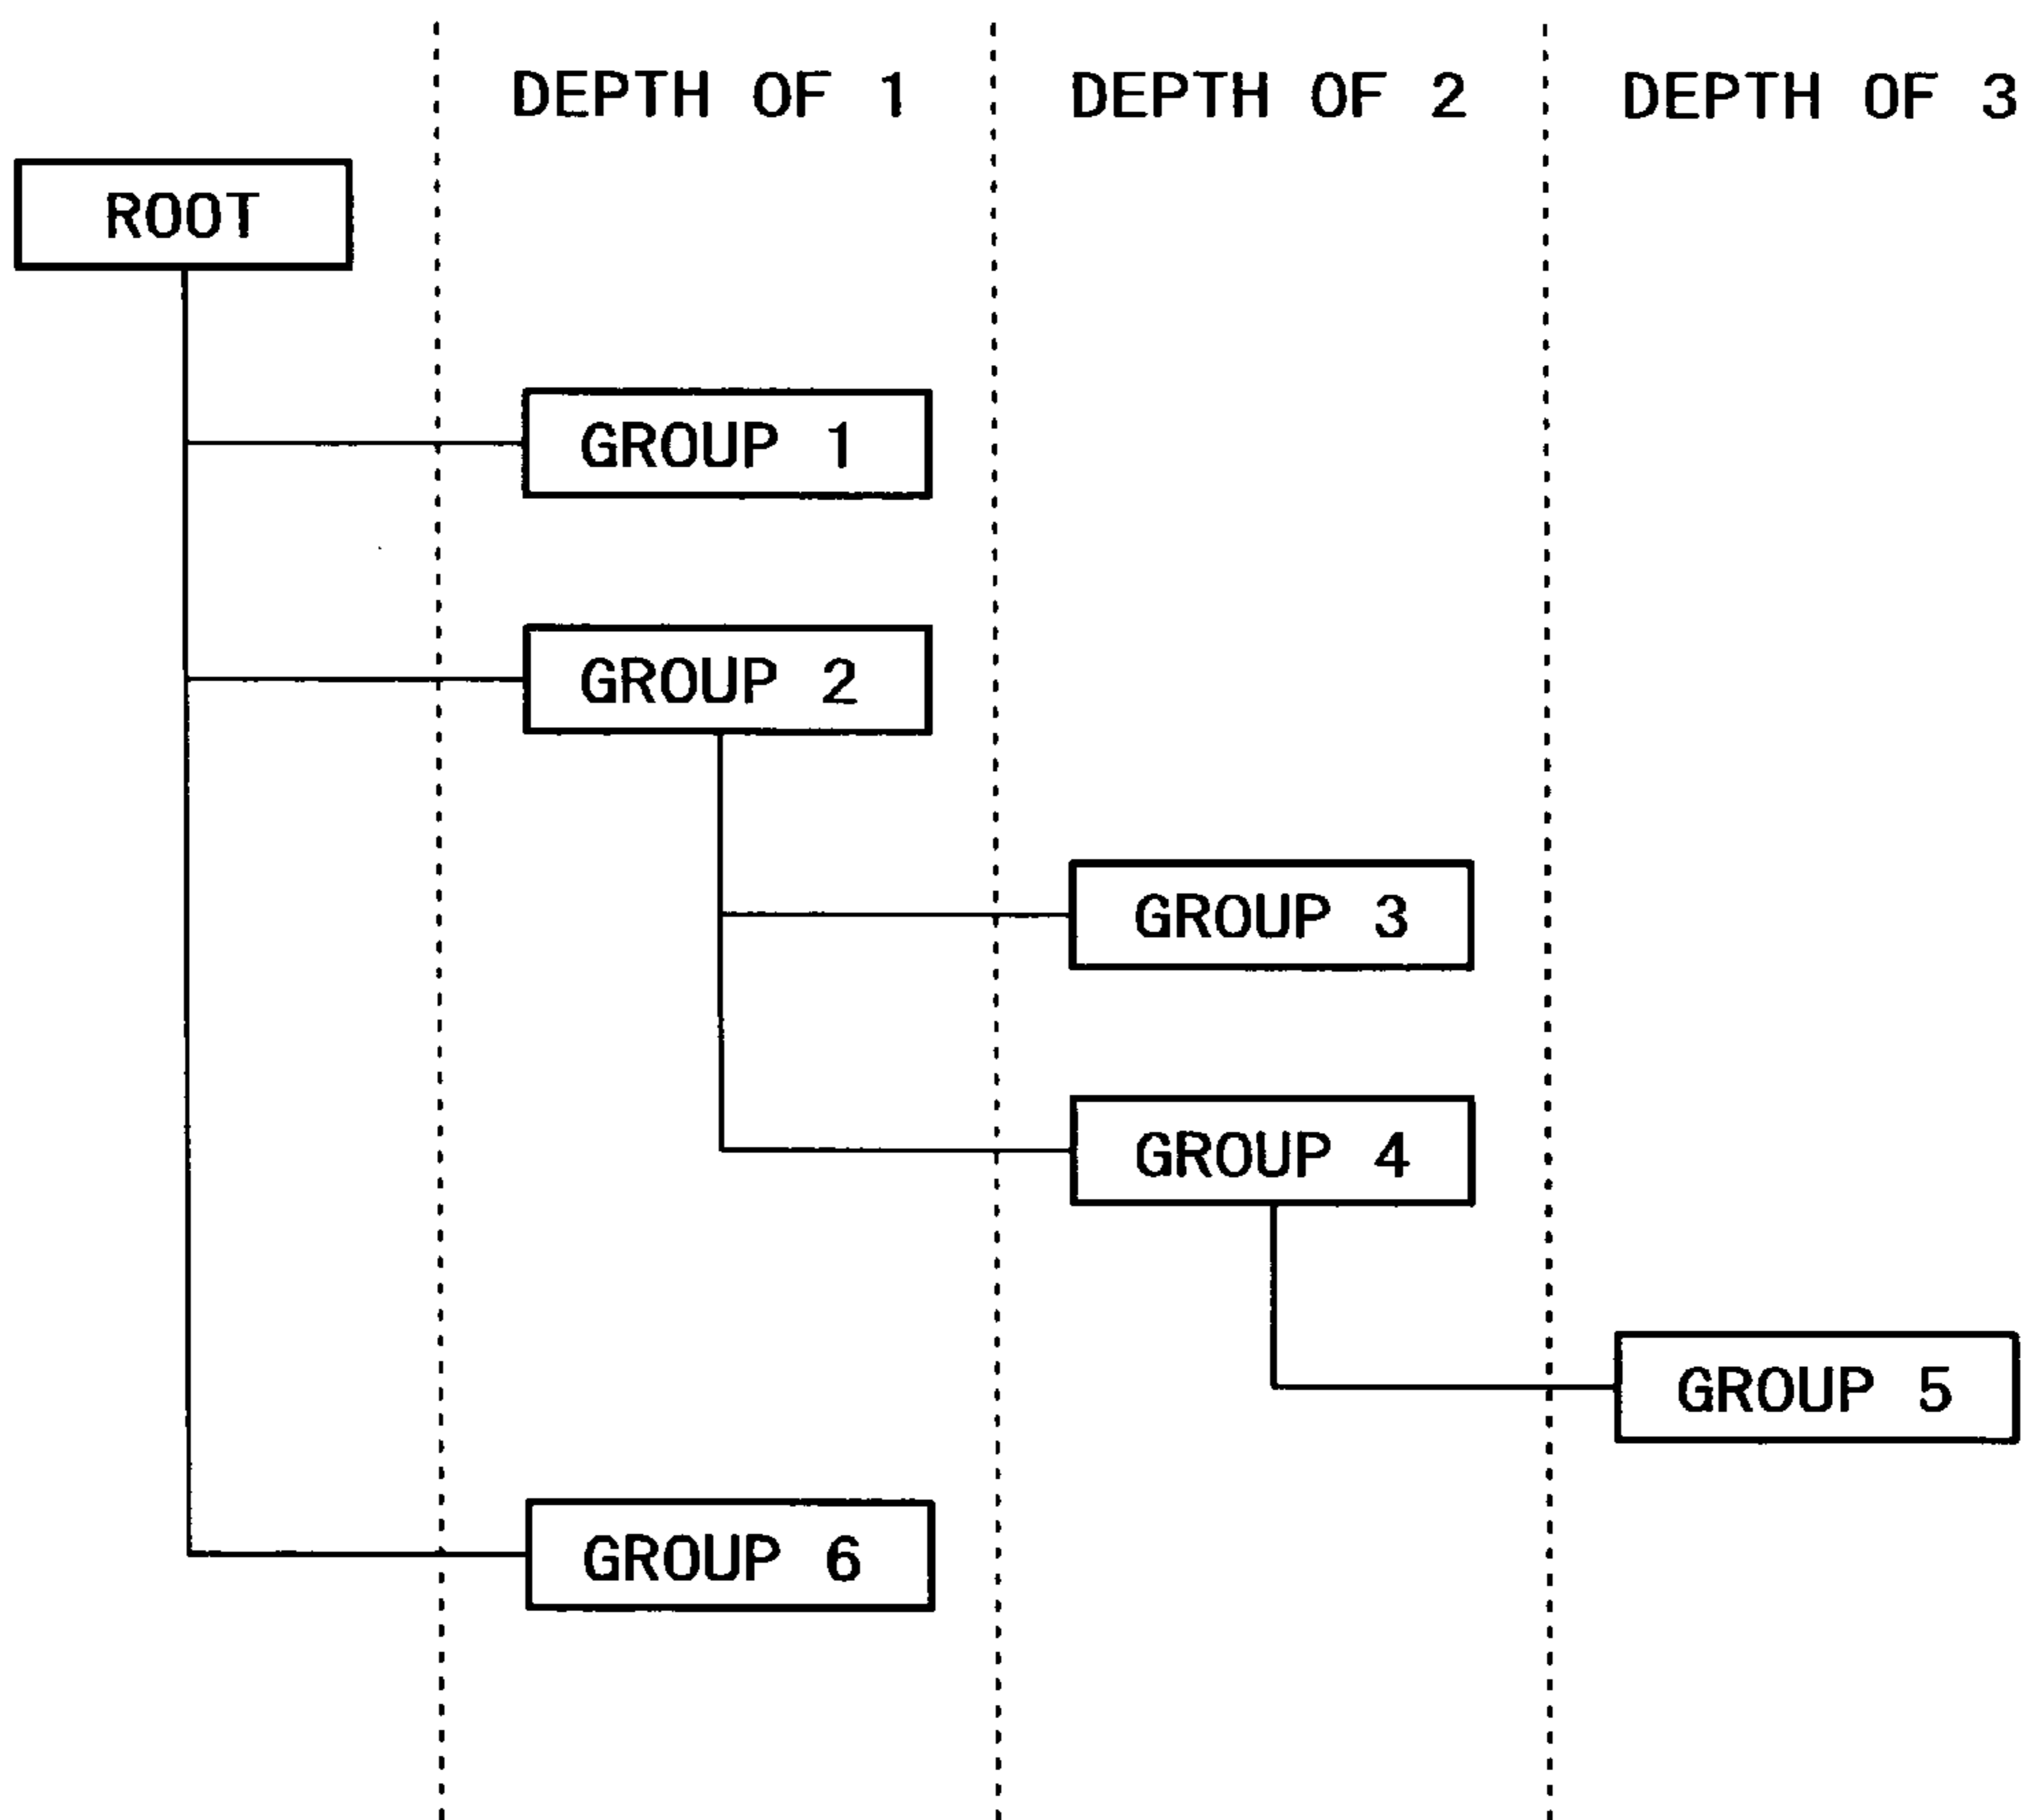 DEPTH OF 1
DEPTH OF 2
DEPTH OF 3
ROOT
GROUP 1
GROUP 2
GROUP 3
GROUP 4
GROUP 5
GROUP 6